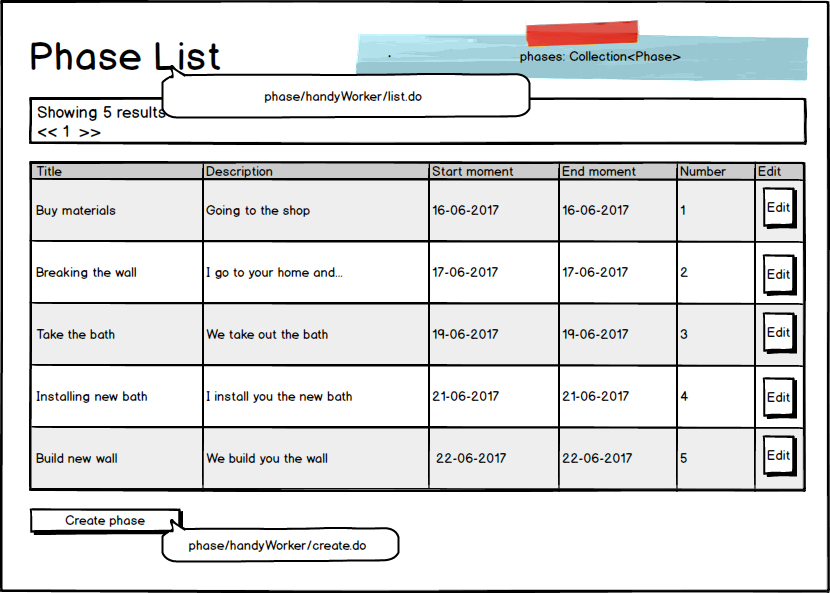 Phase List
phases: Collection<Phase>
phase/handyWorker/list.do
Showing 5 results
<< 1 >>
Title Description Start moment End moment Number Edit
Buy materials Going to the shop 16-06-2017 16-06-2017 1 Edit
Breaking the wall I go to your home and... 17-06-2017 17-06-2017 2 Edit
Take the bath We take out the bath 19-06-2017 19-06-2017 3 Edit
Installing new bath I install you the new bath 21-06-2017 21-06-2017 4 Edit
Build new wall We build you the wall 22-06-2017 22-06-2017 5 Edit
Create phase
phase/handyWorker/create.do